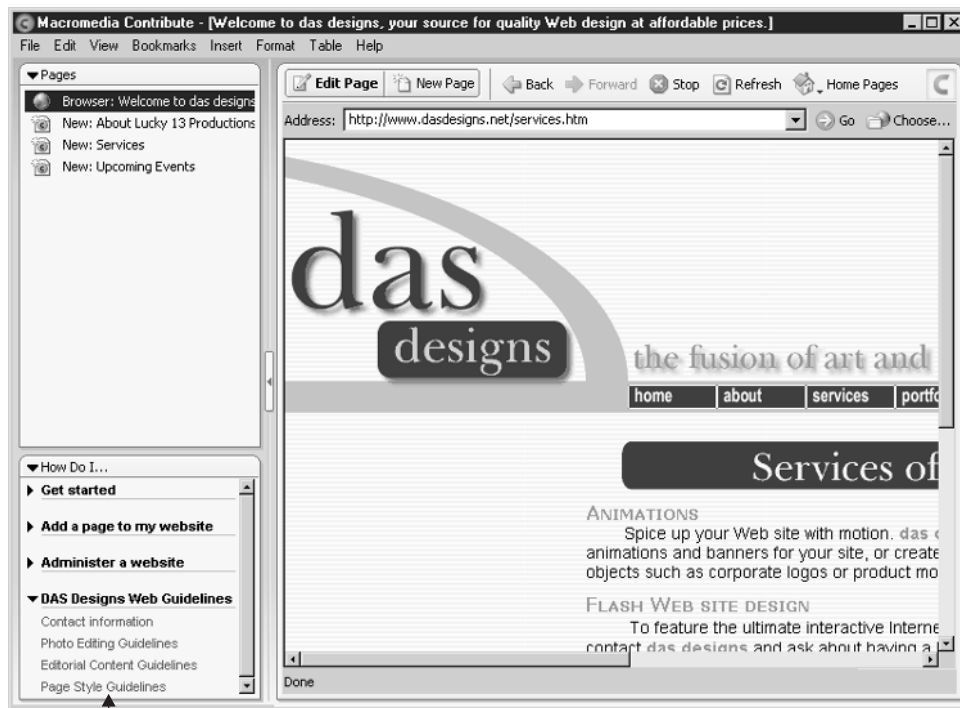 Macromedia Contribute - [Welcome to das designs, your source for quality Web design at affordable prices.]
File Edit View Bookmarks Insert Format Table Help
Pages
Browser: Welcome to das designs
New: About Lucky 13 Productions
New: Services
New: Upcoming Events
How Do I...
Get started
Add a page to my website
Administer a website
DAS Designs Web Guidelines
Contact information
Photo Editing Guidelines
Editorial Content Guidelines
Page Style Guidelines
Edit Page New Page Back Forward Stop Refresh Home Pages
Address: http://www.dasdesigns.net/services.htm Go Choose...
das
designs
the fusion of art and
home about services portfo
Services of
ANIMATIONS
Spice up your Web site with motion. das
animations and banners for your site, or create
objects such as corporate logos or product mo
FLASH WEB SITE DESIGN
To feature the ultimate interactive Interne
contact das designs and ask about having a
Done